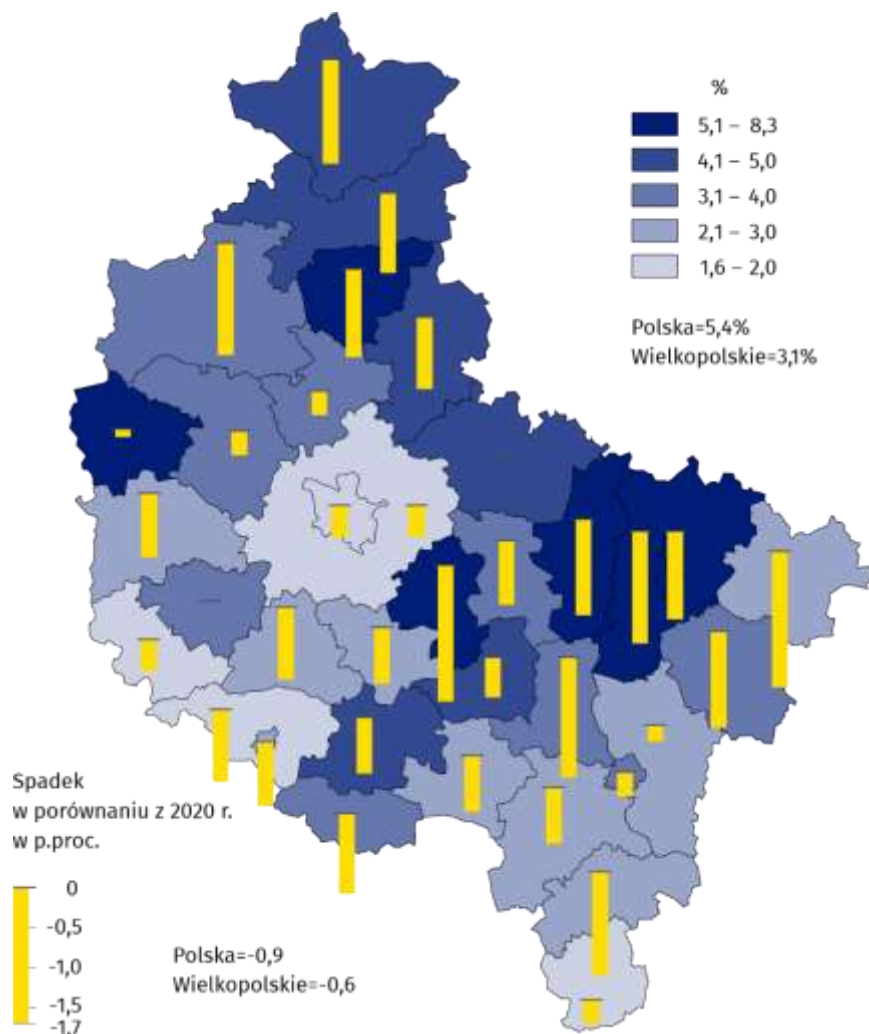 %
5,1 – 8,3
4,1 – 5,0
3,1 – 4,0
2,1 – 3,0
1,6 – 2,0
Polska=5,4%
Wielkopolskie=3,1%
Spadek
w porównaniu z 2020 r.
w p.proc.
0
-0,5
-1,0
-1,5
-1,7
Polska=-0,9
Wielkopolskie=-0,6